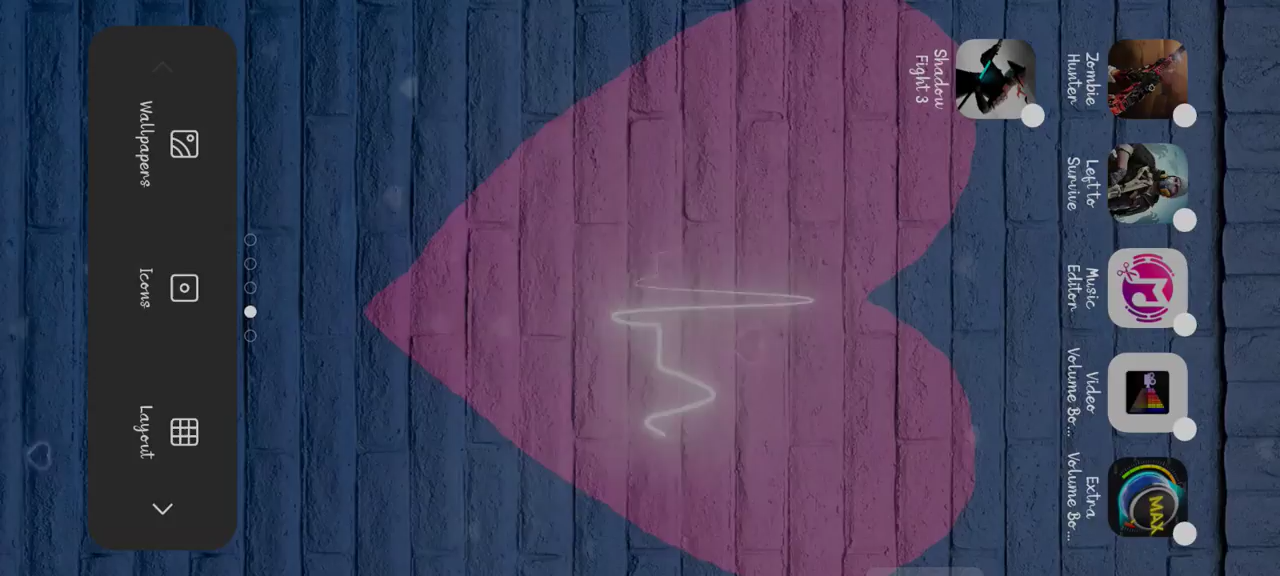 Zombie
Hunter
Left to
Survive
Music
Editor
Video
Volume Bo...
Extra
Volume Bo...
MAX
Shadow
Fight 3
Wallpapers
Icons
Layout